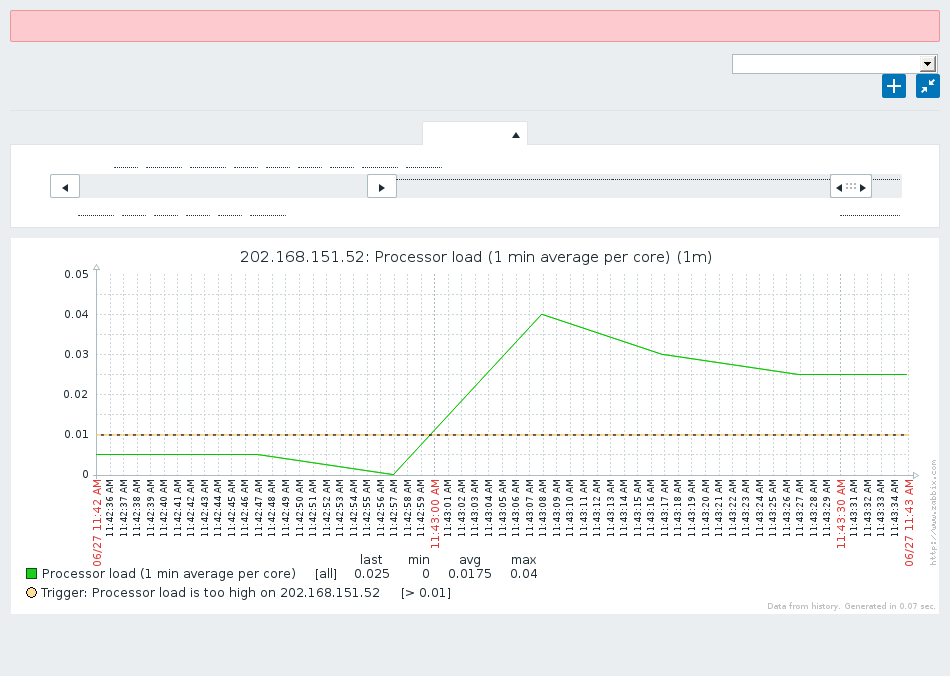 202.168.151.52: Processor load (1 min average per core) (1m)
0.05
0.04
0.03
0.02
0.01
0
06/27 11:42 AM
11:42:36 AM
11:42:37 AM
11:42:38 AM
11:42:39 AM
11:42:40 AM
11:42:41 AM
11:42:42 AM
11:42:43 AM
11:42:44 AM
11:42:45 AM
11:42:46 AM
11:42:47 AM
11:42:48 AM
11:42:49 AM
11:42:50 AM
11:42:51 AM
11:42:52 AM
11:42:53 AM
11:42:54 AM
11:42:55 AM
11:42:56 AM
11:42:57 AM
11:42:58 AM
11:42:59 AM
11:43:00 AM
11:43:01 AM
11:43:02 AM
11:43:03 AM
11:43:04 AM
11:43:05 AM
11:43:06 AM
11:43:07 AM
11:43:08 AM
11:43:09 AM
11:43:10 AM
11:43:11 AM
11:43:12 AM
11:43:13 AM
11:43:14 AM
11:43:15 AM
11:43:16 AM
11:43:17 AM
11:43:18 AM
11:43:19 AM
11:43:20 AM
11:43:21 AM
11:43:22 AM
11:43:23 AM
11:43:24 AM
11:43:25 AM
11:43:26 AM
11:43:27 AM
11:43:28 AM
11:43:29 AM
11:43:30 AM
11:43:31 AM
11:43:32 AM
11:43:33 AM
11:43:34 AM
06/27 11:43 AM
http://www.zabbix.com
last min avg max
Processor load (1 min average per core) [all] 0.025 0 0.0175 0.04
Trigger: Processor load is too high on 202.168.151.52 [> 0.01]
Data from history. Generated in 0.07 sec.